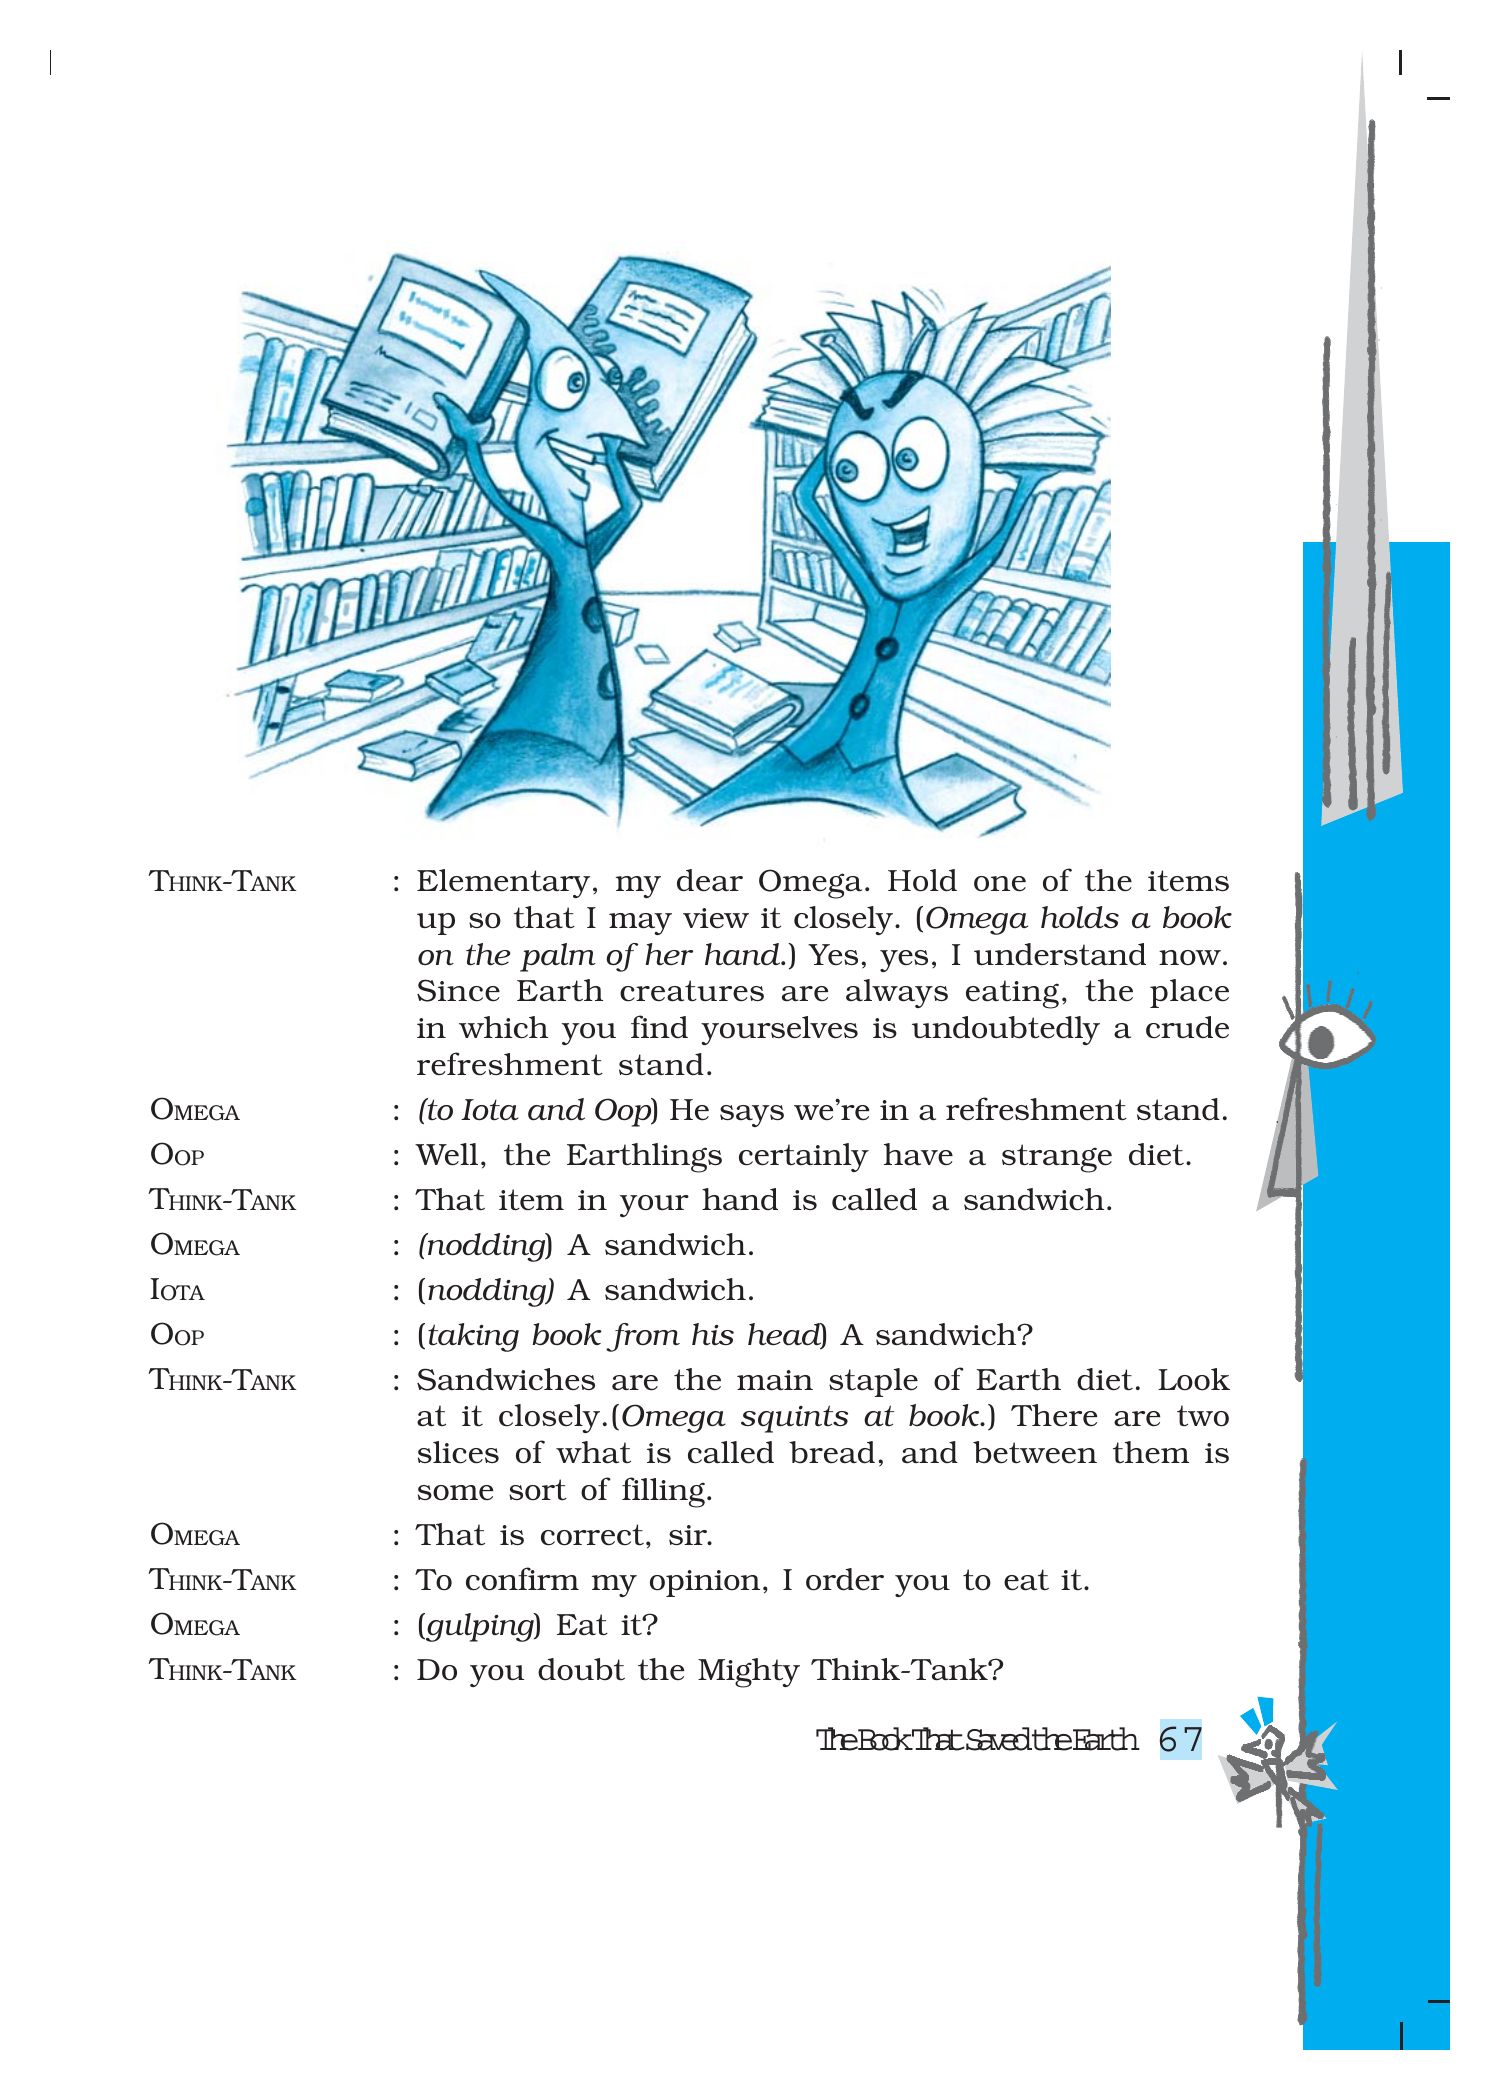 THINK-TANK : Elementary, my dear Omega. Hold one of the items
up so that I may view it closely. (Omega holds a book
on the palm of her hand.) Yes, yes, I understand now.
Since Earth creatures are always eating, the place
in which you find yourselves is undoubtedly a crude
refreshment stand.
OMEGA : (to Iota and Oop) He says we're in a refreshment stand.
OOP : Well, the Earthlings certainly have a strange diet.
THINK-TANK : That item in your hand is called a sandwich.
OMEGA : (nodding) A sandwich.
IOTA : (nodding) A sandwich.
OOP : (taking book from his head) A sandwich?
THINK-TANK : Sandwiches are the main staple of Earth diet. Look
at it closely.(Omega squints at book.) There are two
slices of what is called bread, and between them is
some sort of filling.
OMEGA : That is correct, sir.
THINK-TANK : To confirm my opinion, I order you to eat it.
OMEGA : (gulping) Eat it?
THINK-TANK : Do you doubt the Mighty Think-Tank?
The Book That Saved the Earth 67